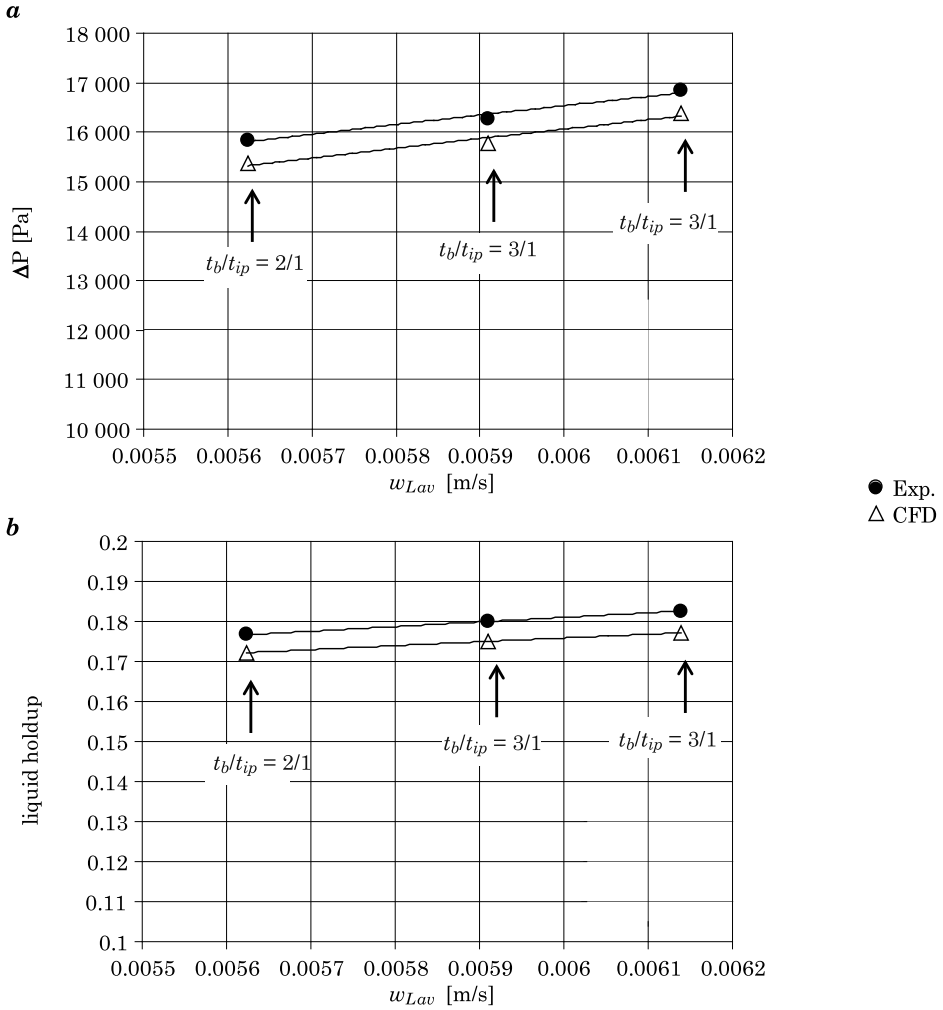 a
18 000
17 000
16 000
15 000
14 000
13 000
12 000
11 000
10 000
ΔP [Pa]
t_b/t_ip = 2/1
t_b/t_ip = 3/1
t_b/t_ip = 3/1
0.0055 0.0056 0.0057 0.0058 0.0059 0.006 0.0061 0.0062
w_Lav [m/s]
Exp.
CFD
b
0.2
0.19
0.18
0.17
0.16
0.15
0.14
0.13
0.12
0.11
0.1
liquid holdup
t_b/t_ip = 2/1
t_b/t_ip = 3/1
t_b/t_ip = 3/1
0.0055 0.0056 0.0057 0.0058 0.0059 0.006 0.0061 0.0062
w_Lav [m/s]